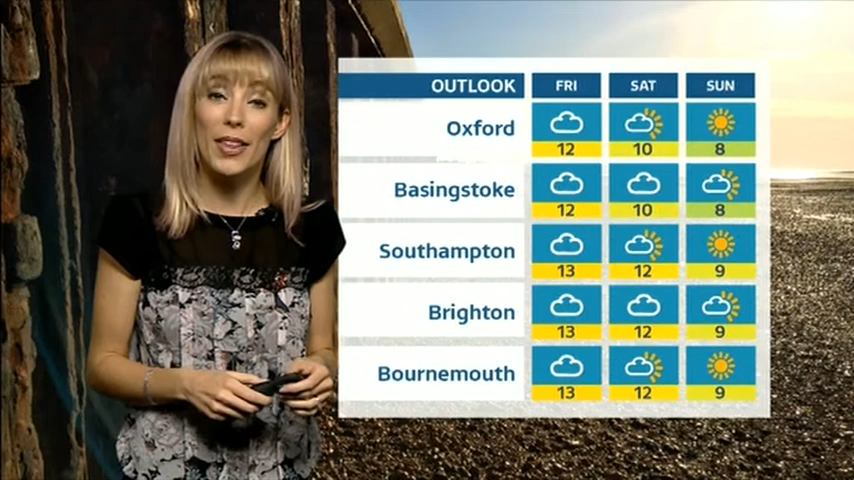 OUTLOOK FRI SAT SUN
Oxford 12 10 8
Basingstoke 12 10 8
Southampton 13 12 9
Brighton 13 12 9
Bournemouth 13 12 9